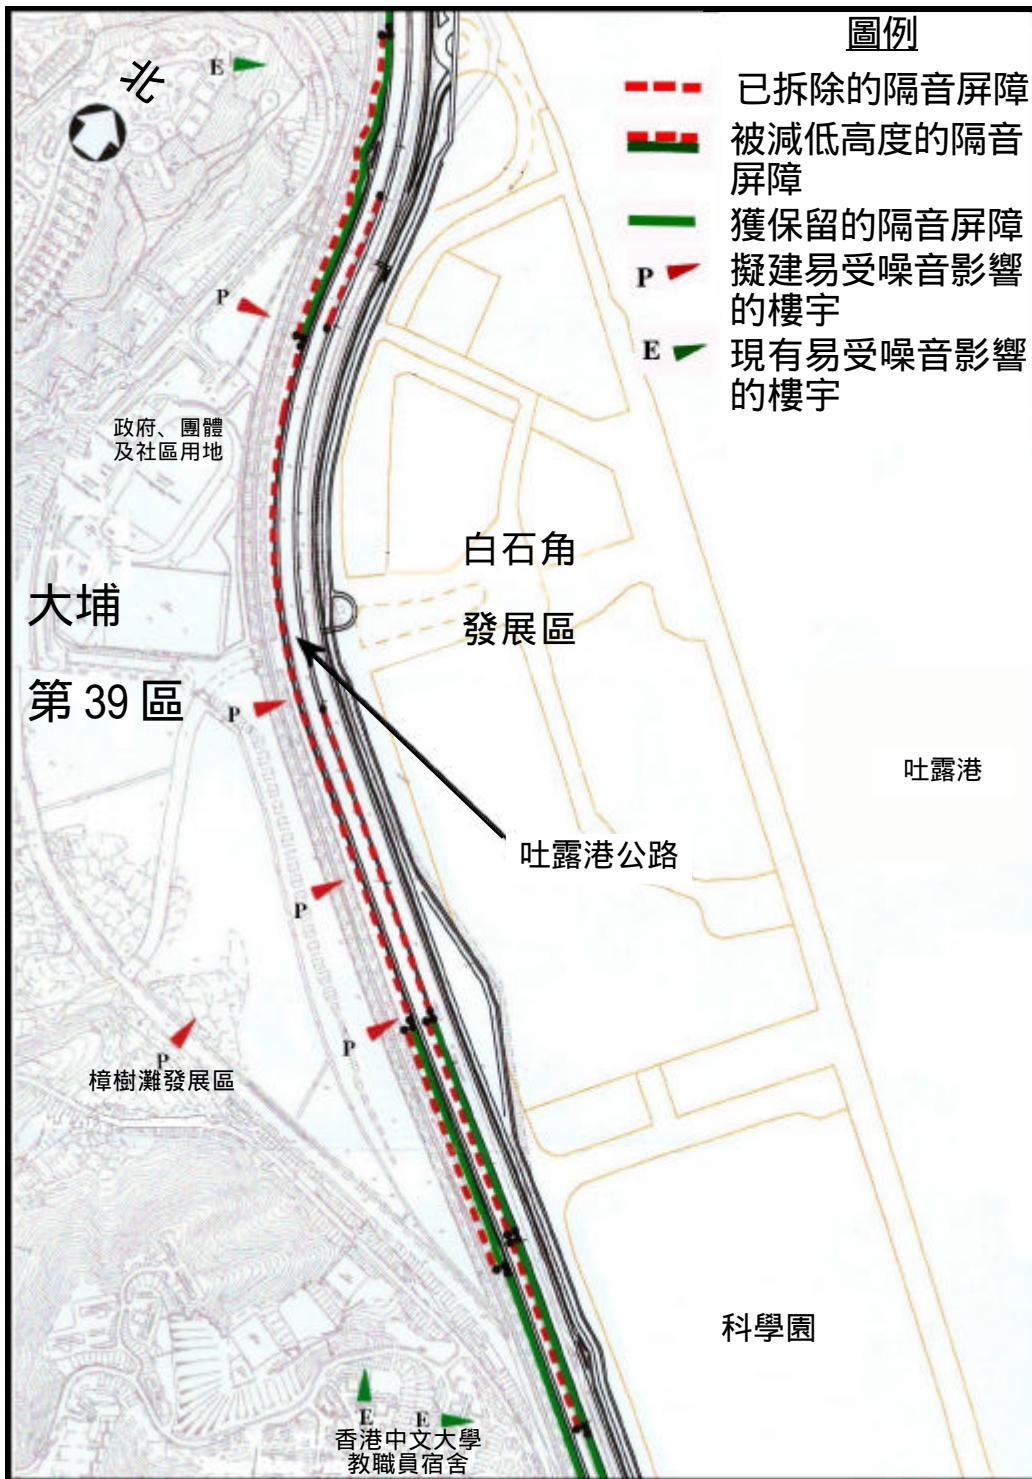 圖例
已拆除的隔音屏障
被減低高度的隔音
屏障
獲保留的隔音屏障
P
擬建易受噪音影響
的樓宇
E
現有易受噪音影響
的樓宇
北
E
P
政府、團體
及社區用地
白石角
發展區
大埔
第 39 區
P
吐露港
吐露港公路
P
P
P
樟樹灘發展區
科學園
E
E
香港中文大學
教職員宿舍